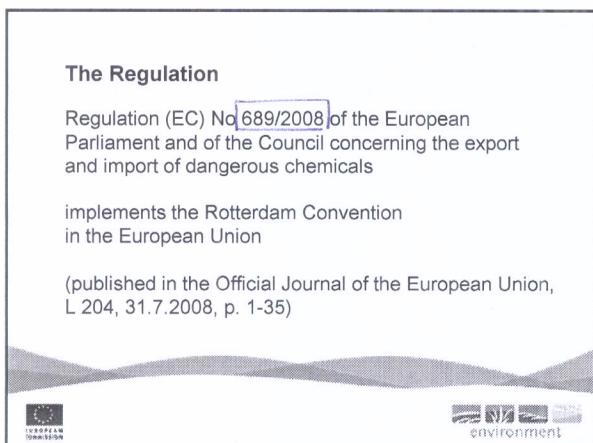 The Regulation
Regulation (EC) No 689/2008 of the European
Parliament and of the Council concerning the export
and import of dangerous chemicals
implements the Rotterdam Convention
in the European Union
(published in the Official Journal of the European Union,
L 204, 31.7.2008, p. 1-35)
EUROPEAN
COMMISSION
environment